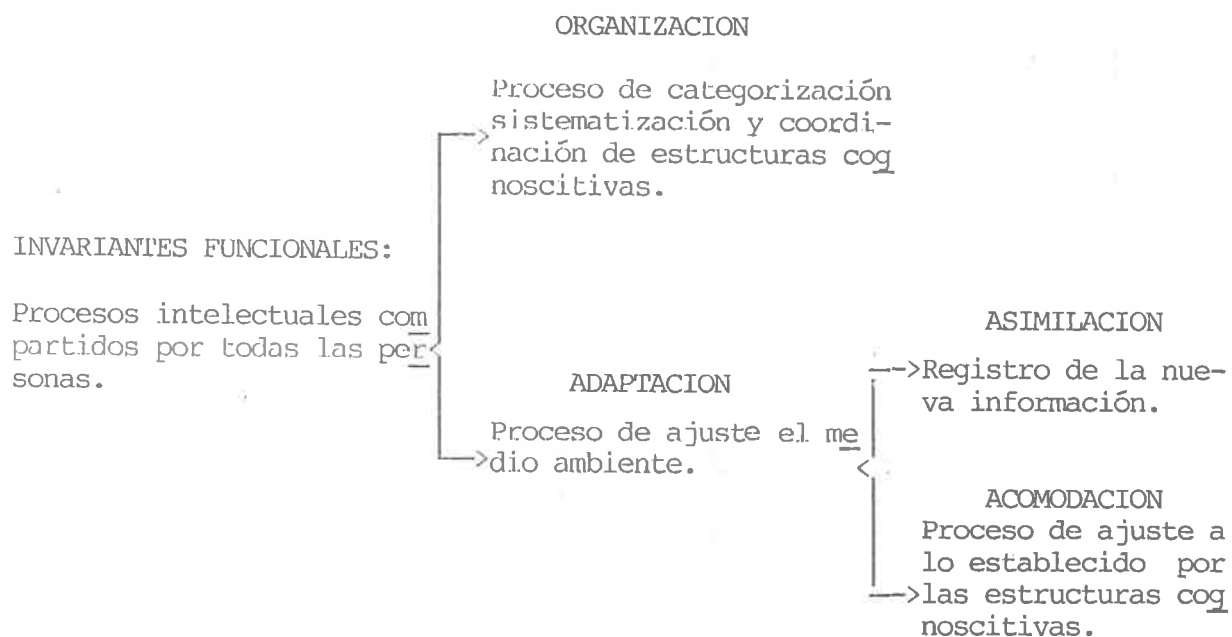 ORGANIZACION
Proceso de categorización
sistematización y coordi-
nación de estructuras cog
noscitivas.
INVARIANTES FUNCIONALES:
Procesos intelectuales com
partidos por todas las per
sonas.
ADAPTACION
Proceso de ajuste el me
dio ambiente.
ASIMILACION
Registro de la nue-
va información.
ACOMODACION
Proceso de ajuste a
lo establecido por
las estructuras cog
noscitivas.